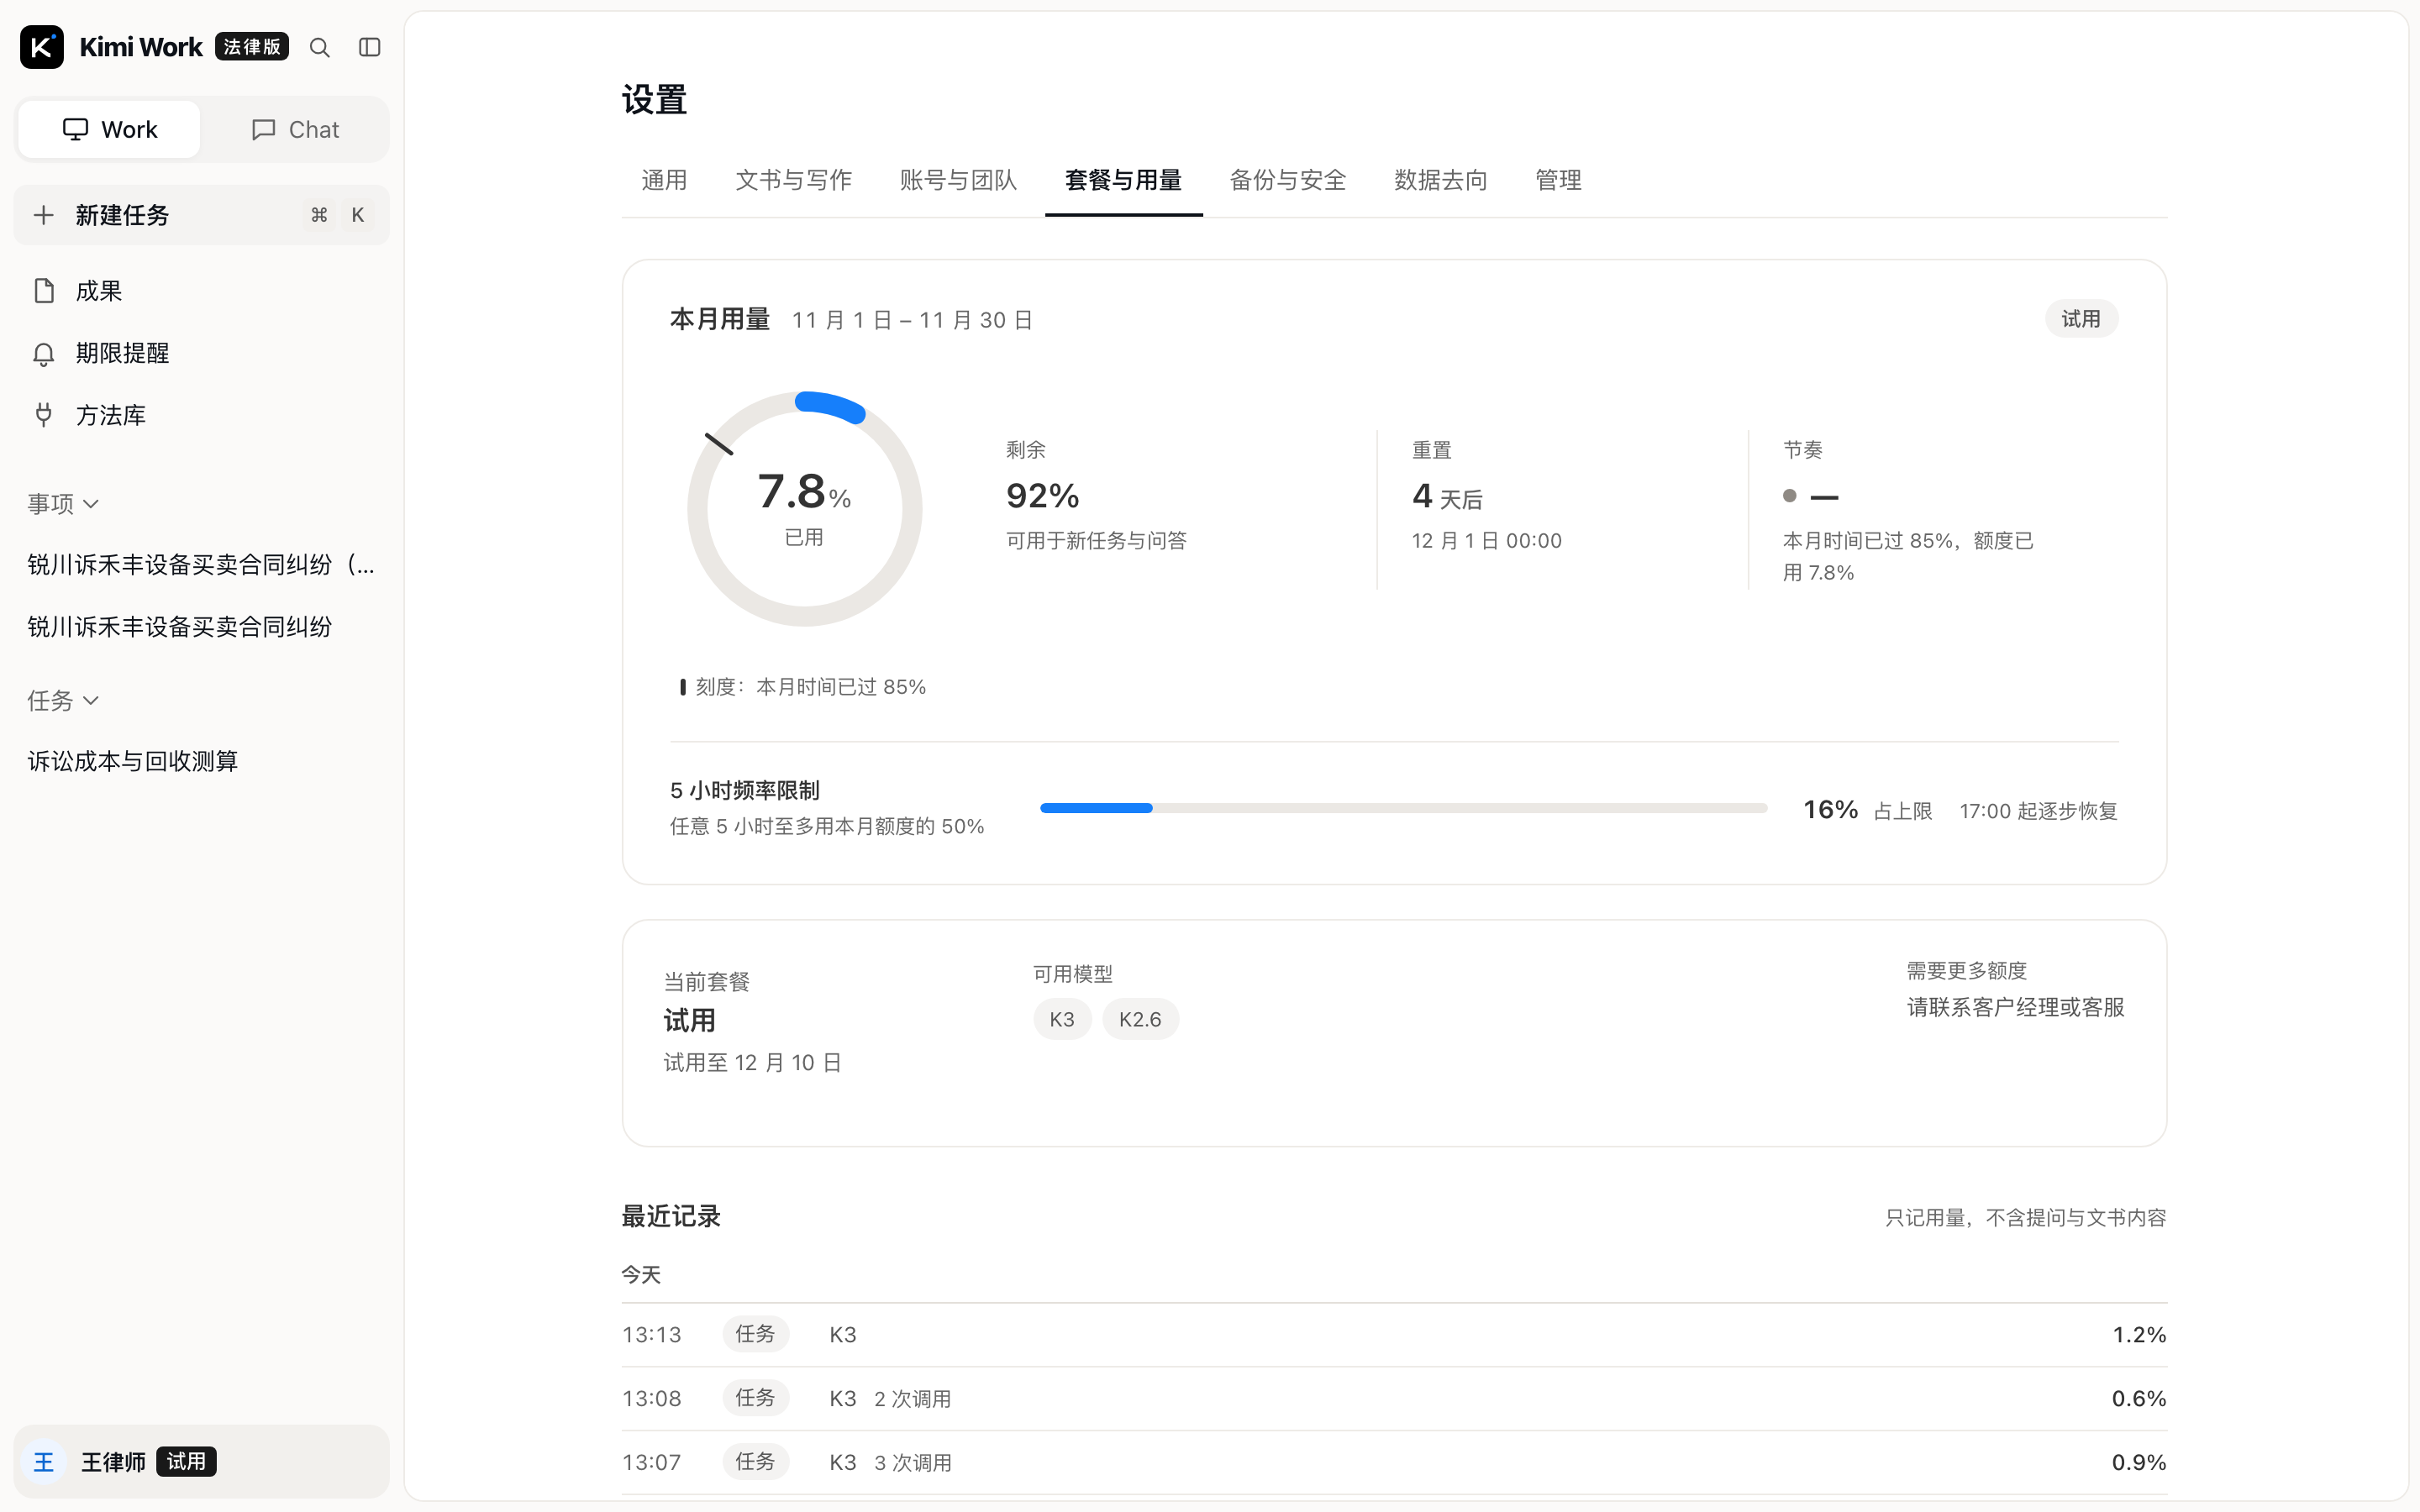 Kimi Work 法律版
Work
Chat
新建任务 ⌘ K
成果
期限提醒
方法库
事项
锐川诉禾丰设备买卖合同纠纷（...
锐川诉禾丰设备买卖合同纠纷
任务
诉讼成本与回收测算
王 王律师 试用
设置
通用 文书与写作 账号与团队 套餐与用量 备份与安全 数据去向 管理
本月用量 11 月 1 日 – 11 月 30 日
试用
7.8%
已用
剩余
92%
可用于新任务与问答
重置
4 天后
12 月 1 日 00:00
节奏
—
本月时间已过 85%，额度已
用 7.8%
刻度：本月时间已过 85%
5 小时频率限制
任意 5 小时至多用本月额度的 50%
16% 占上限 17:00 起逐步恢复
当前套餐
试用
试用至 12 月 10 日
可用模型
K3 K2.6
需要更多额度
请联系客户经理或客服
最近记录
只记用量，不含提问与文书内容
今天
13:13 任务 K3 1.2%
13:08 任务 K3 2 次调用 0.6%
13:07 任务 K3 3 次调用 0.9%